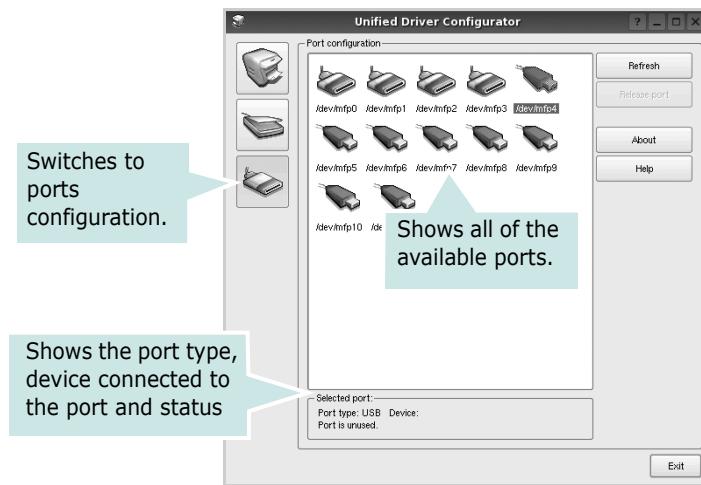 Unified Driver Configurator
Port configuration
/dev/mfp0 /dev/mfp1 /dev/mfp2 /dev/mfp3 /dev/mfp4
/dev/mfp5 /dev/mfp6 /dev/mfp7 /dev/mfp8 /dev/mfp9
/dev/mfp10
Refresh
Release port
About
Help
Switches to
ports
configuration.
Shows all of the
available ports.
Shows the port type,
device connected to
the port and status
Selected port:
Port type: USB Device:
Port is unused.
Exit